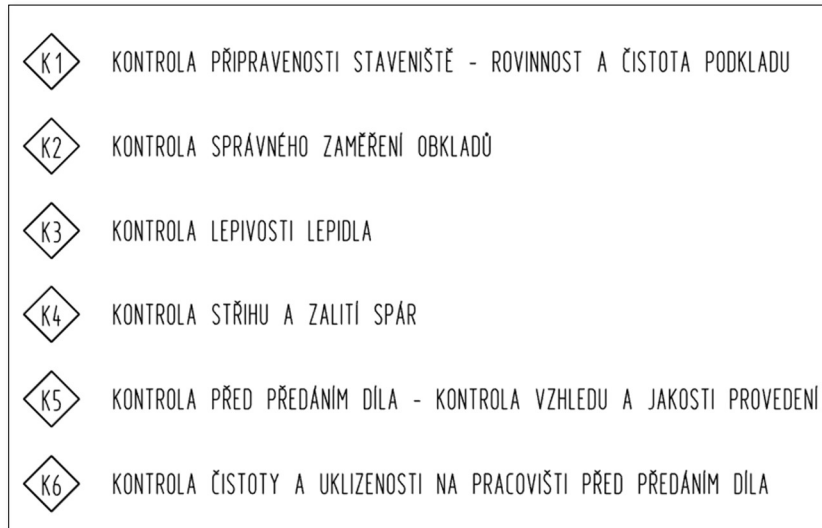 K1 KONTROLA PŘIPRAVENOSTI STAVENIŠTĚ - ROVINNOST A ČISTOTA PODKLADU
K2 KONTROLA SPRÁVNÉHO ZAMĚŘENÍ OBKLADŮ
K3 KONTROLA LEPIVOSTI LEPIDLA
K4 KONTROLA STŘIHU A ZALITÍ SPÁR
K5 KONTROLA PŘED PŘEDÁNÍM DÍLA - KONTROLA VZHLEDU A JAKOSTI PROVEDENÍ
K6 KONTROLA ČISTOTY A UKLIZENOSTI NA PRACOVIŠTI PŘED PŘEDÁNÍM DÍLA